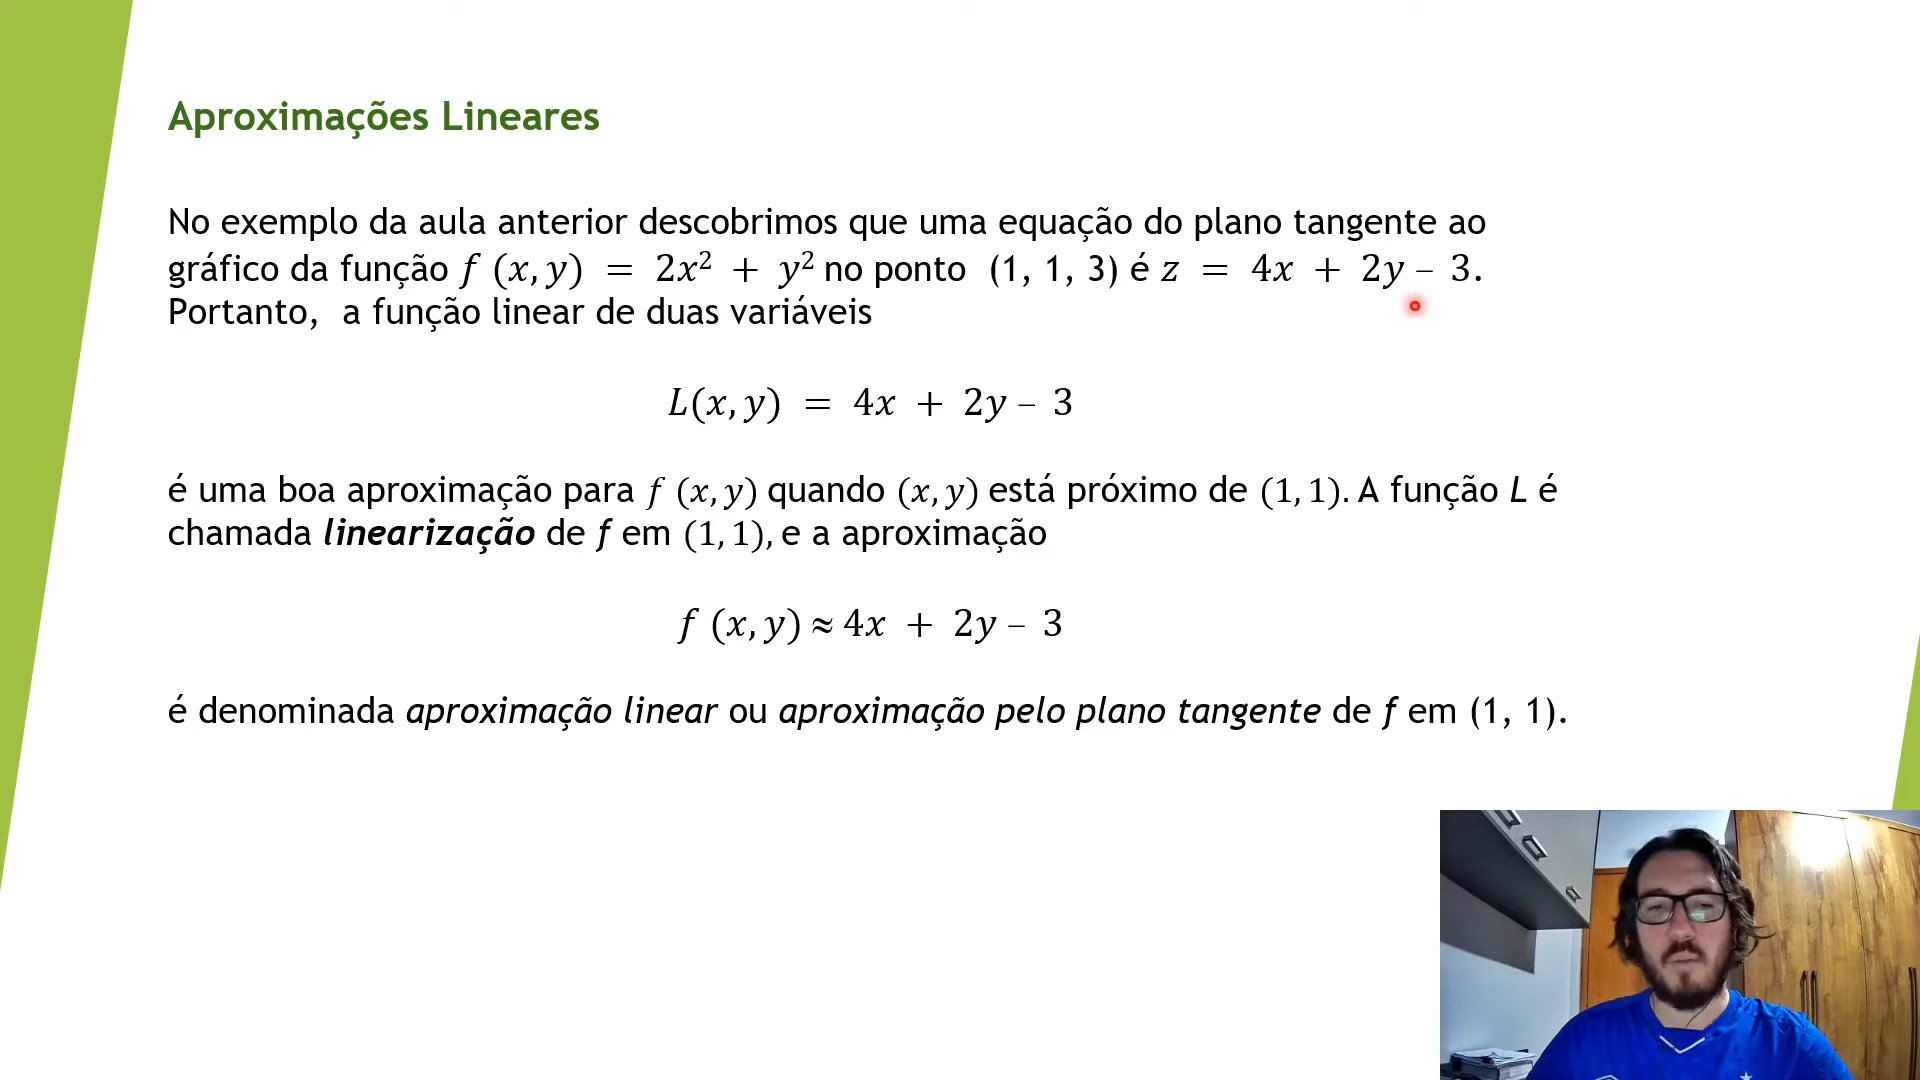 Aproximações Lineares
No exemplo da aula anterior descobrimos que uma equação do plano tangente ao
gráfico da função f (x, y) = 2x² + y² no ponto (1, 1, 3) é z = 4x + 2y – 3.
Portanto, a função linear de duas variáveis
L(x, y) = 4x + 2y – 3
é uma boa aproximação para f (x, y) quando (x, y) está próximo de (1, 1). A função L é
chamada linearização de f em (1, 1), e a aproximação
f (x, y) ≈ 4x + 2y – 3
é denominada aproximação linear ou aproximação pelo plano tangente de f em (1, 1).